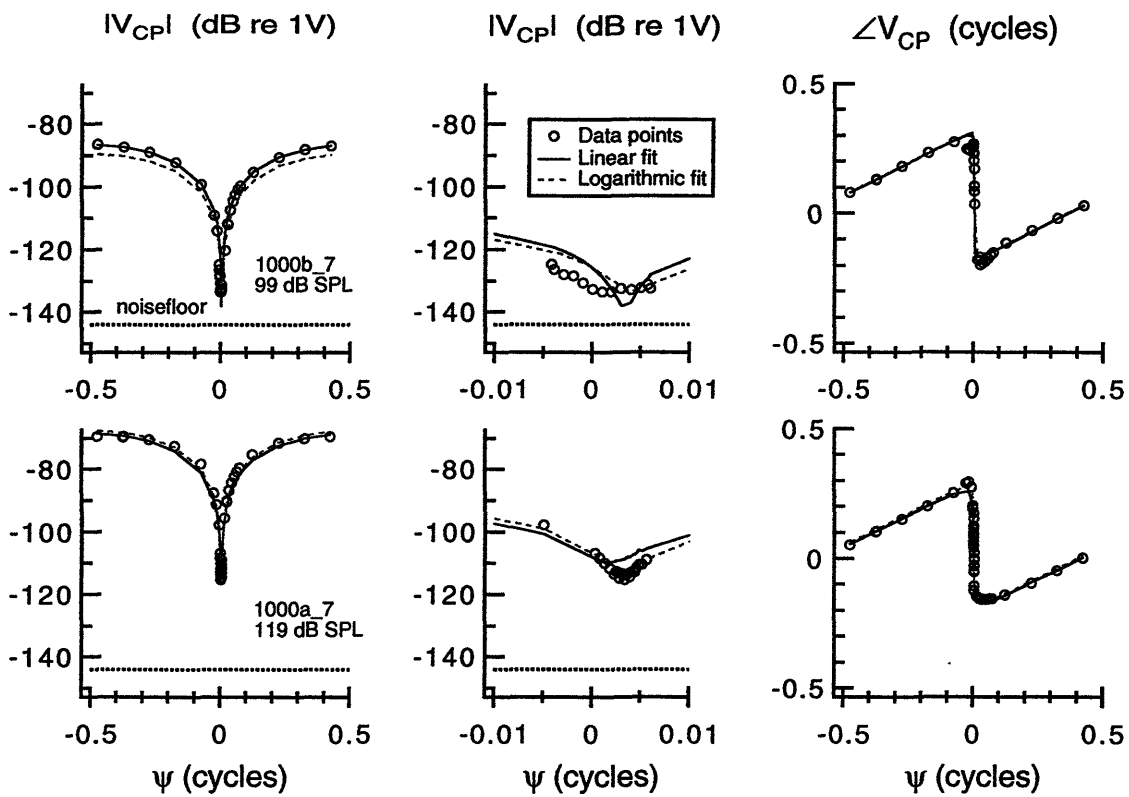 |V_CP| (dB re 1V)
|V_CP| (dB re 1V)
∠V_CP (cycles)
-80
-100
-120
-140
1000b_7
99 dB SPL
noisefloor
-0.5
0
0.5
Data points
Linear fit
Logarithmic fit
-80
-100
-120
-140
-0.01
0
0.01
0.5
0
-0.5
-0.5
0
0.5
-80
-100
-120
-140
1000a_7
119 dB SPL
-0.5
0
0.5
ψ (cycles)
-80
-100
-120
-140
-0.01
0
0.01
ψ (cycles)
0.5
0
-0.5
-0.5
0
0.5
ψ (cycles)